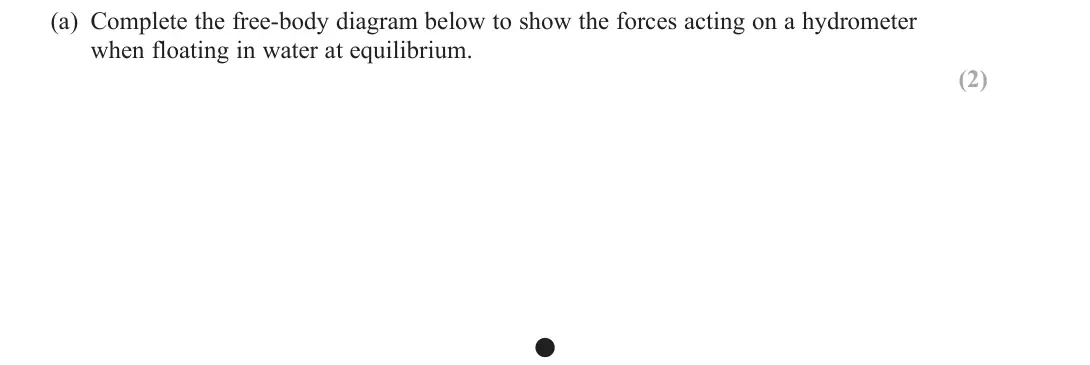 (a) Complete the free-body diagram below to show the forces acting on a hydrometer
when floating in water at equilibrium.
(2)